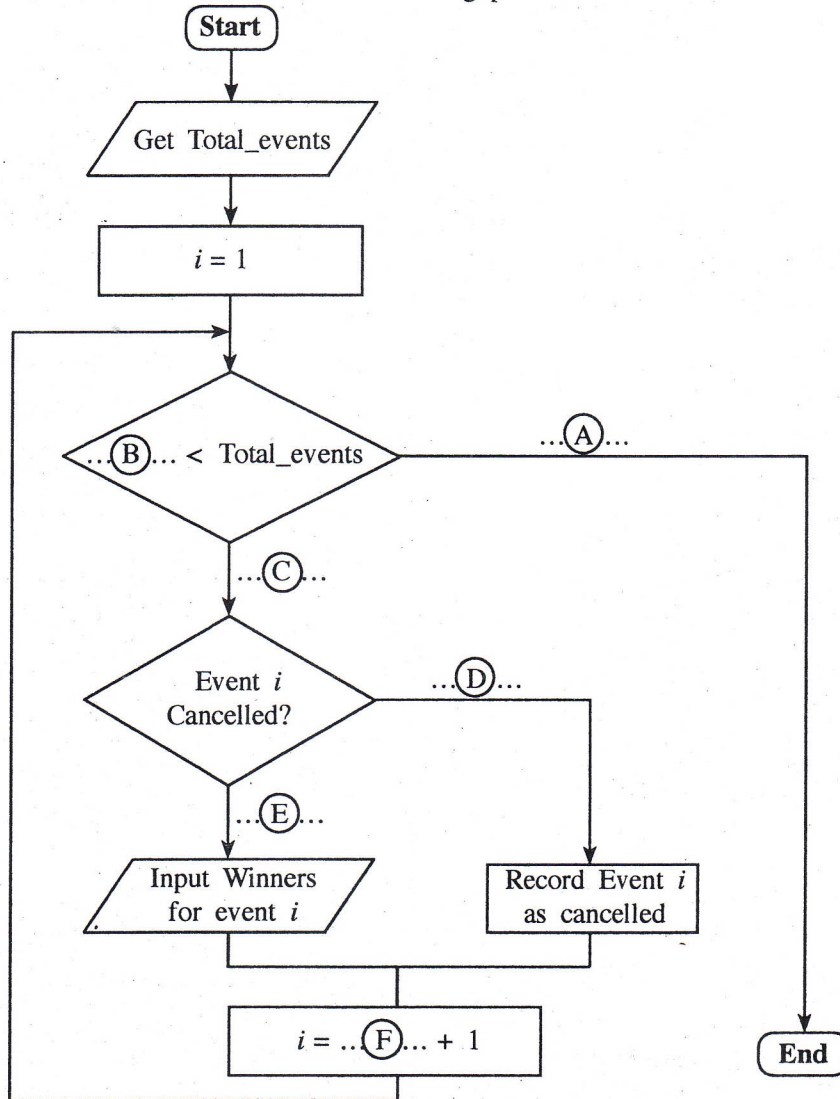 Start
Get Total_events
i = 1
...Ⓐ...
...Ⓑ... < Total_events
...Ⓒ...
Event i
Cancelled?
...Ⓓ...
...Ⓔ...
Input Winners
for event i
Record Event i
as cancelled
i = ...Ⓕ... + 1
End